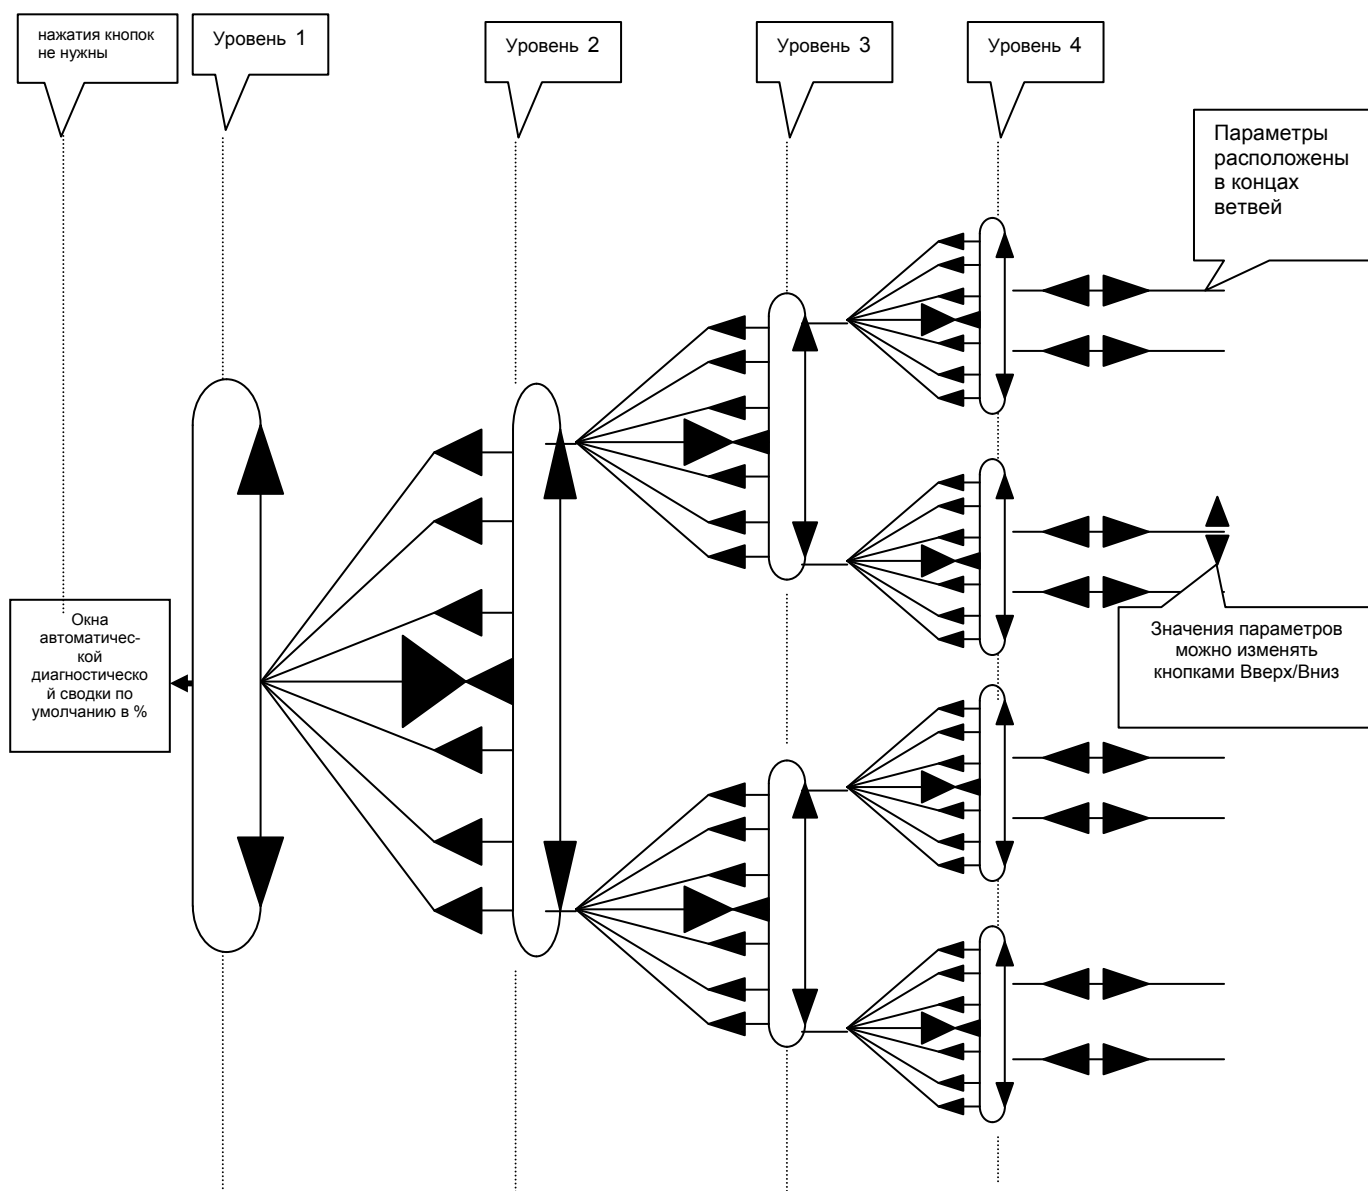 нажатия кнопок
не нужны
Уровень 1
Уровень 2
Уровень 3
Уровень 4
Параметры
расположены
в концах
ветвей
Окна
автоматичес-
кой
диагностическо
й сводки по
умолчанию в %
Значения параметров
можно изменять
кнопками Вверх/Вниз